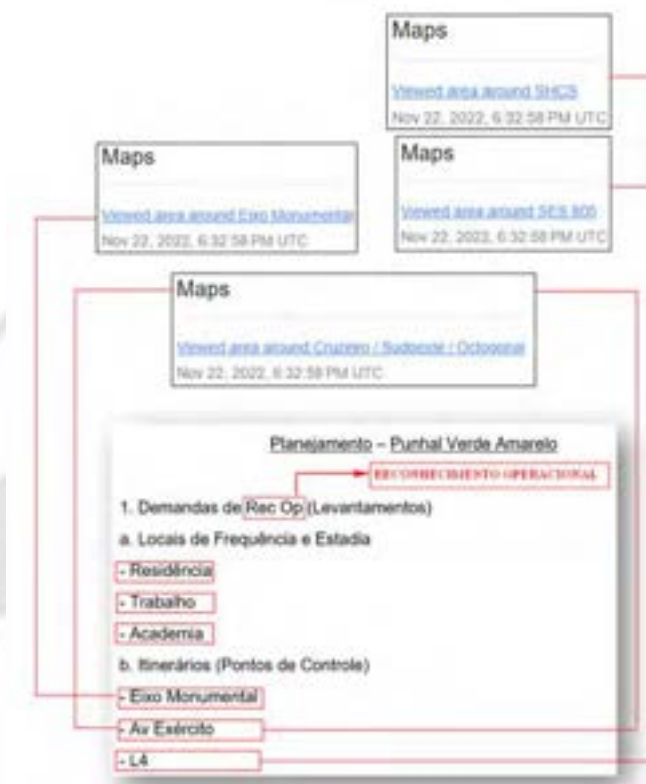 Maps
Viewed area around SHCS
Nov 22, 2022, 6:32:58 PM UTC
Maps
Viewed area around Eixo Monumental
Nov 22, 2022, 6:32:58 PM UTC
Maps
Viewed area around SES 805
Nov 22, 2022, 6:32:58 PM UTC
Maps
Viewed area around Cruzeiro / Sudoeste / Octogonal
Nov 22, 2022, 6:32:58 PM UTC
Planejamento – Punhal Verde Amarelo
RECONHECIMENTO OPERACIONAL
1. Demandas de Rec Op (Levantamentos)
a. Locais de Frequência e Estadia
- Residência
- Trabalho
- Academia
b. Itinerários (Pontos de Controle)
- Eixo Monumental
- Av Exército
- L4